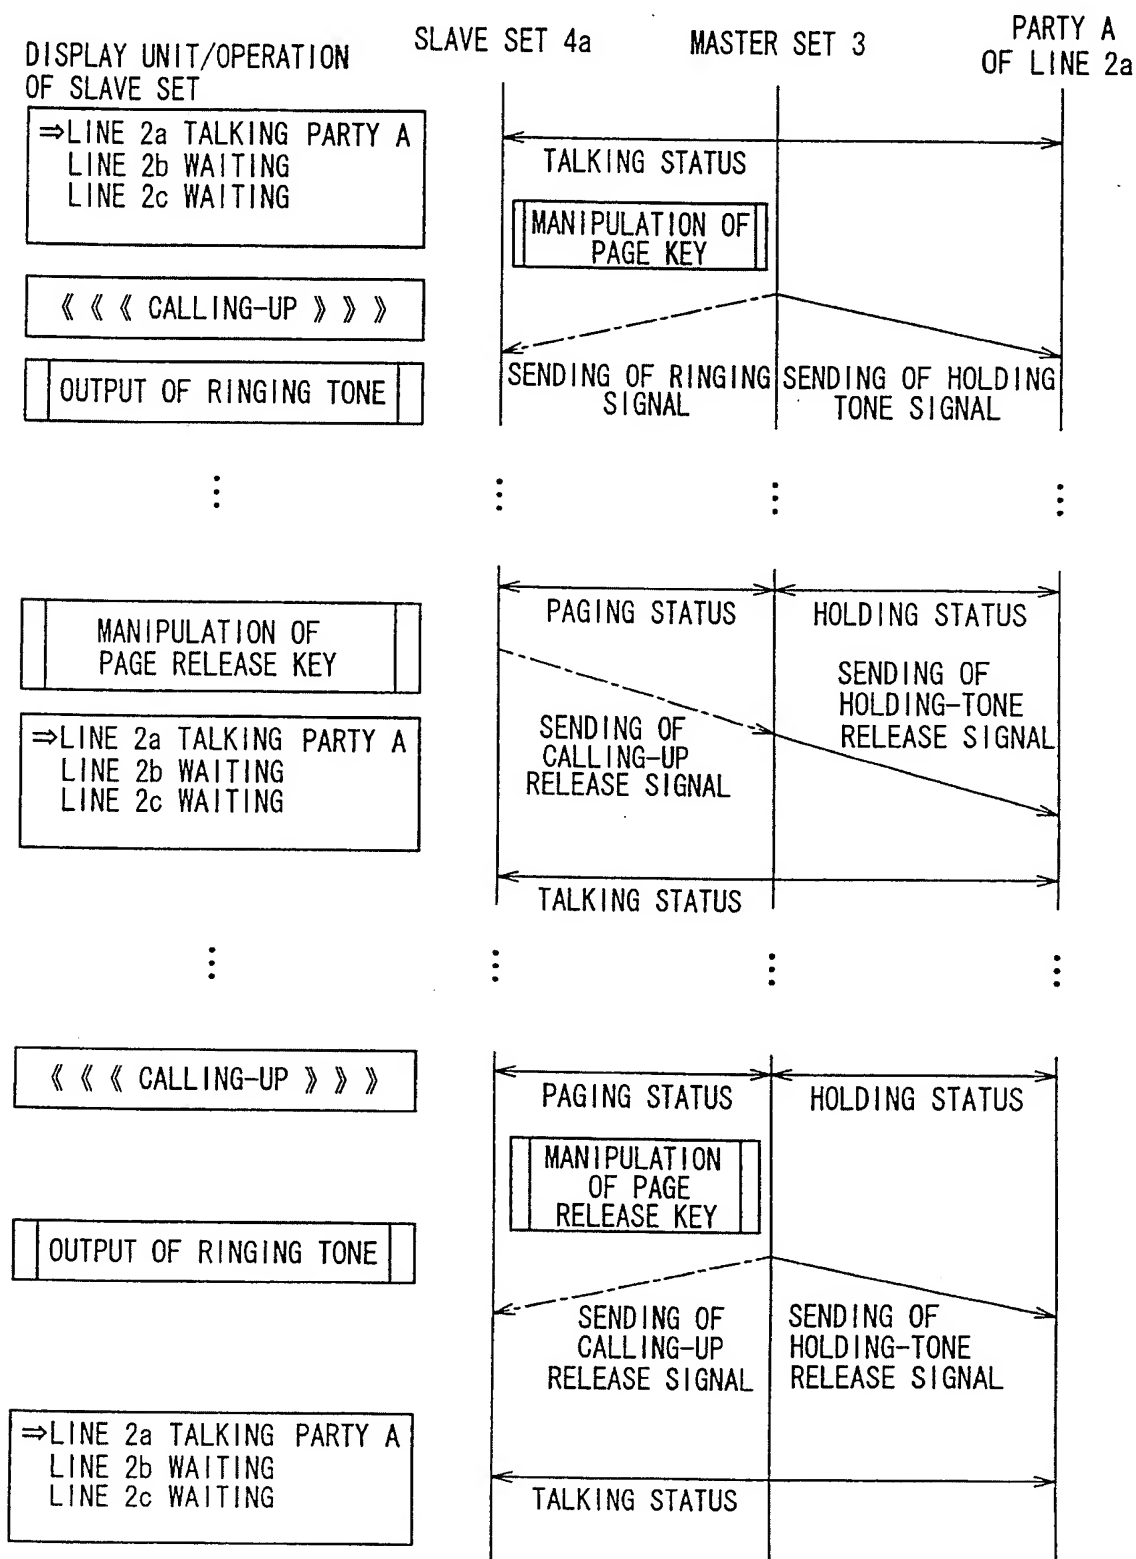 DISPLAY UNIT/OPERATION
OF SLAVE SET
SLAVE SET 4a
MASTER SET 3
PARTY A
OF LINE 2a
⇒LINE 2a TALKING PARTY A
LINE 2b WAITING
LINE 2c WAITING
TALKING STATUS
MANIPULATION OF
PAGE KEY
《 《 《 CALLING-UP 》 》 》
OUTPUT OF RINGING TONE
SENDING OF RINGING
SIGNAL
SENDING OF HOLDING
TONE SIGNAL
PAGING STATUS
HOLDING STATUS
MANIPULATION OF
PAGE RELEASE KEY
SENDING OF
HOLDING-TONE
RELEASE SIGNAL
SENDING OF
CALLING-UP
RELEASE SIGNAL
⇒LINE 2a TALKING PARTY A
LINE 2b WAITING
LINE 2c WAITING
TALKING STATUS
《 《 《 CALLING-UP 》 》 》
PAGING STATUS
HOLDING STATUS
MANIPULATION
OF PAGE
RELEASE KEY
OUTPUT OF RINGING TONE
SENDING OF
CALLING-UP
RELEASE SIGNAL
SENDING OF
HOLDING-TONE
RELEASE SIGNAL
⇒LINE 2a TALKING PARTY A
LINE 2b WAITING
LINE 2c WAITING
TALKING STATUS